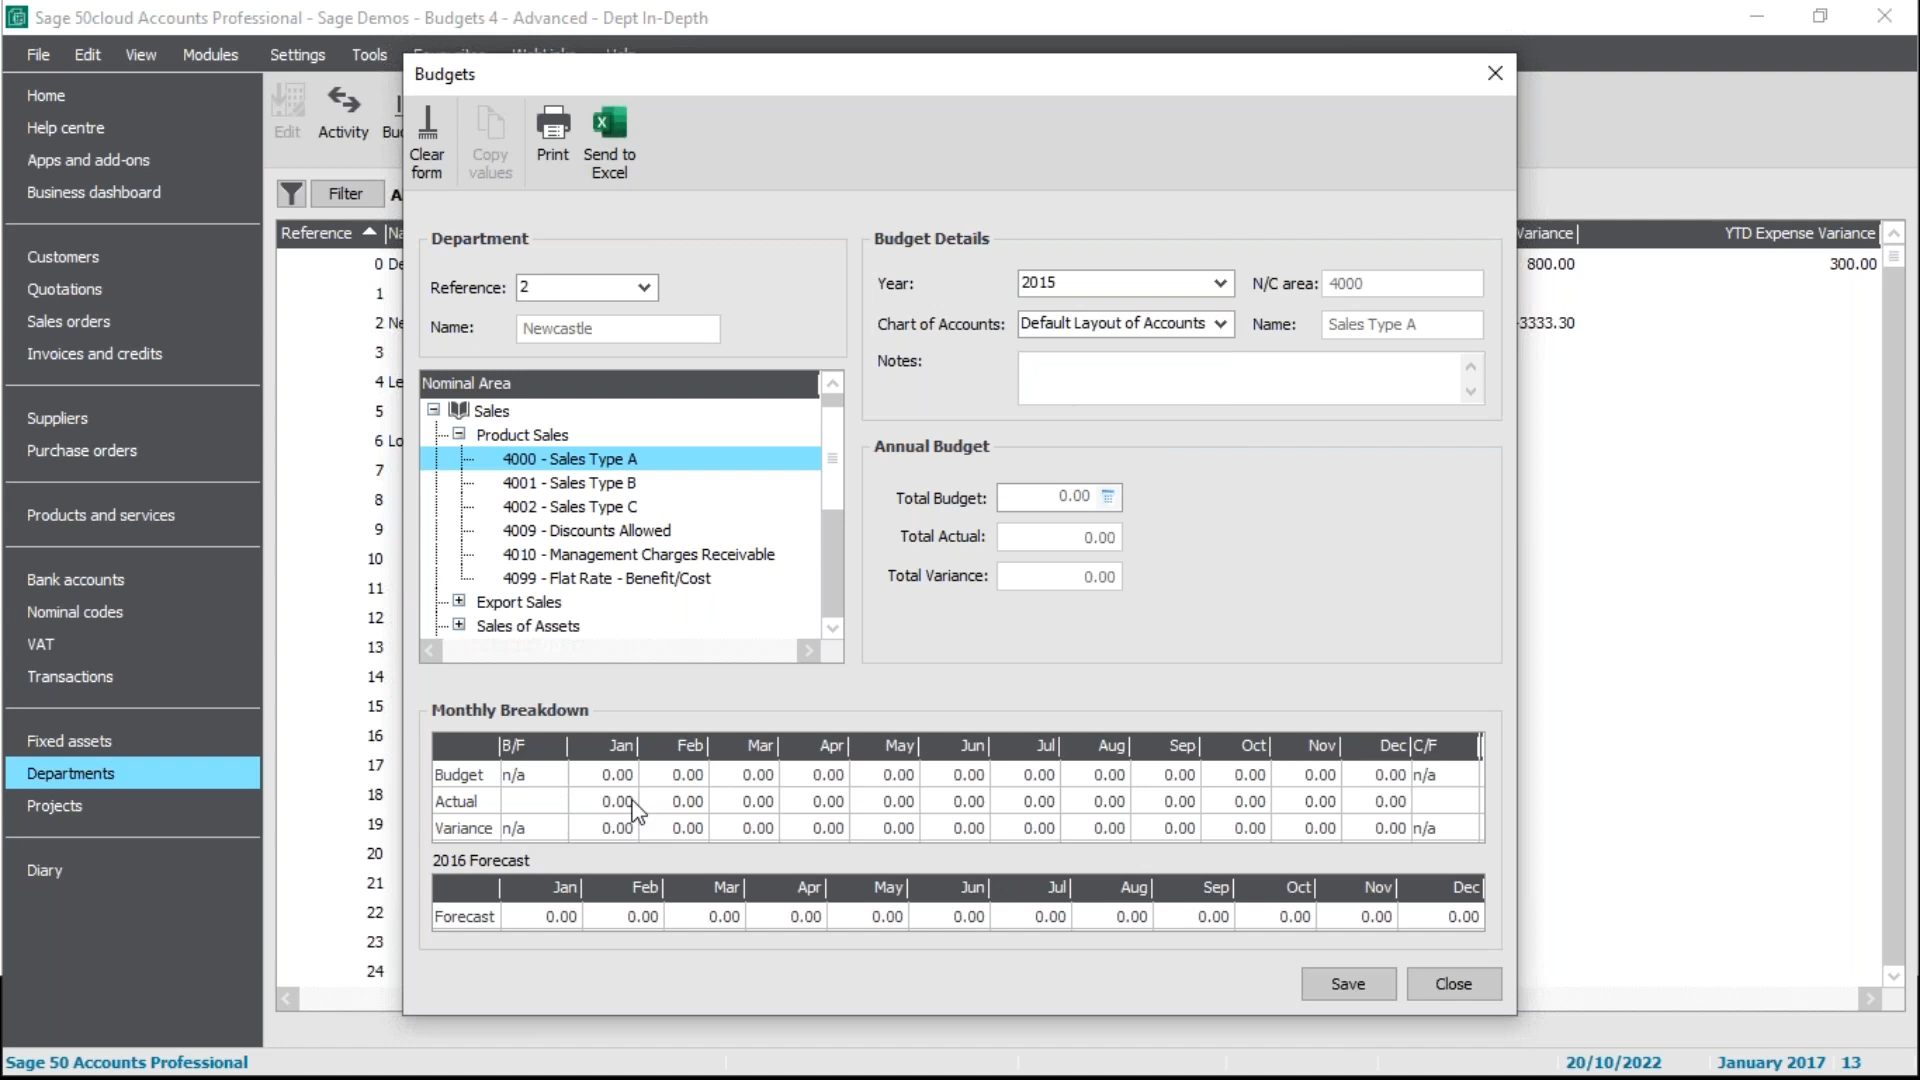 Sage 50cloud Accounts Professional - Sage Demos - Budgets 4 - Advanced - Dept In-Depth
File Edit View Modules Settings Tools
Home
Help centre
Apps and add-ons
Business dashboard
Customers
Quotations
Sales orders
Invoices and credits
Suppliers
Purchase orders
Products and services
Bank accounts
Nominal codes
VAT
Transactions
Fixed assets
Departments
Projects
Diary
Edit Activity
Filter
Reference
0
1
2
3
4
5
6
7
8
9
10
11
12
13
14
15
16
17
18
19
20
21
22
23
24
Budgets
Clear form
Copy values
Print
Send to Excel
Department
Reference: 2
Name: Newcastle
Nominal Area
Sales
Product Sales
4000 - Sales Type A
4001 - Sales Type B
4002 - Sales Type C
4009 - Discounts Allowed
4010 - Management Charges Receivable
4099 - Flat Rate - Benefit/Cost
Export Sales
Sales of Assets
Budget Details
Year: 2015 N/C area: 4000
Chart of Accounts: Default Layout of Accounts Name: Sales Type A
Notes:
Annual Budget
Total Budget: 0.00
Total Actual: 0.00
Total Variance: 0.00
Monthly Breakdown
B/F Jan Feb Mar Apr May Jun Jul Aug Sep Oct Nov Dec C/F
Budget n/a 0.00 0.00 0.00 0.00 0.00 0.00 0.00 0.00 0.00 0.00 0.00 0.00 n/a
Actual 0.00 0.00 0.00 0.00 0.00 0.00 0.00 0.00 0.00 0.00 0.00 0.00
Variance n/a 0.00 0.00 0.00 0.00 0.00 0.00 0.00 0.00 0.00 0.00 0.00 0.00 n/a
2016 Forecast
Jan Feb Mar Apr May Jun Jul Aug Sep Oct Nov Dec
Forecast 0.00 0.00 0.00 0.00 0.00 0.00 0.00 0.00 0.00 0.00 0.00 0.00
Save Close
Variance YTD Expense Variance
800.00 300.00
3333.30
Sage 50 Accounts Professional 20/10/2022 January 2017 13